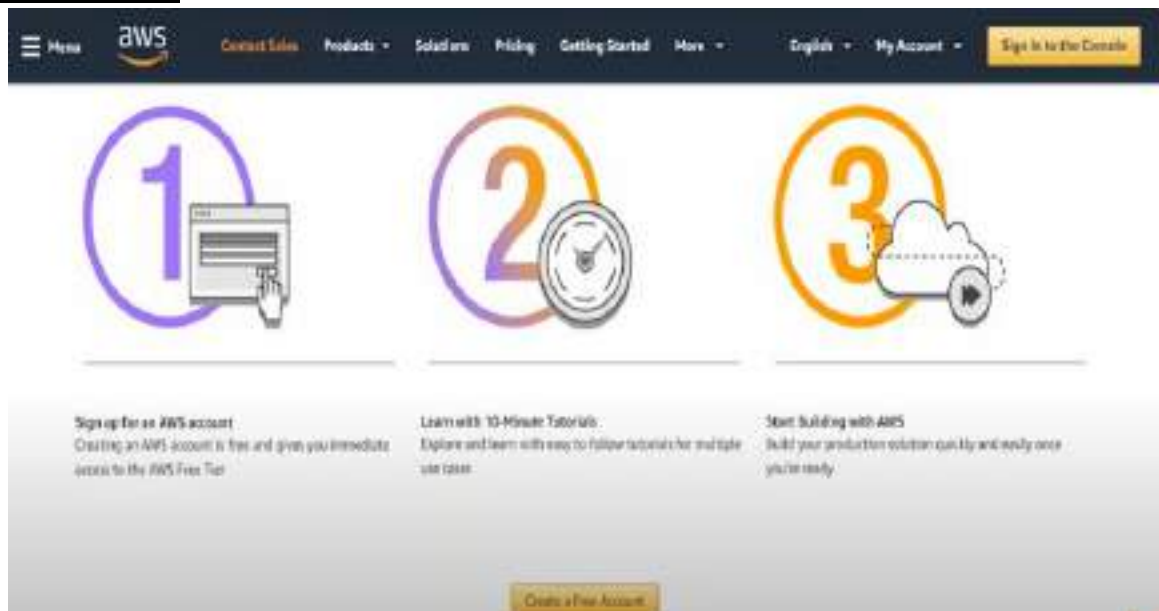 Menu
aws
Contact Sales
Products
Solutions
Pricing
Getting Started
More
English
My Account
Sign In to the Console
1
2
3
Sign up for an AWS account
Creating an AWS account is free and gives you immediate
access to the AWS Free Tier
Learn with 10-Minute Tutorials
Explore and learn with easy to follow tutorials for multiple
use cases
Start building with AWS
Build your production solution quickly and easily once
you're ready
Create a Free Account